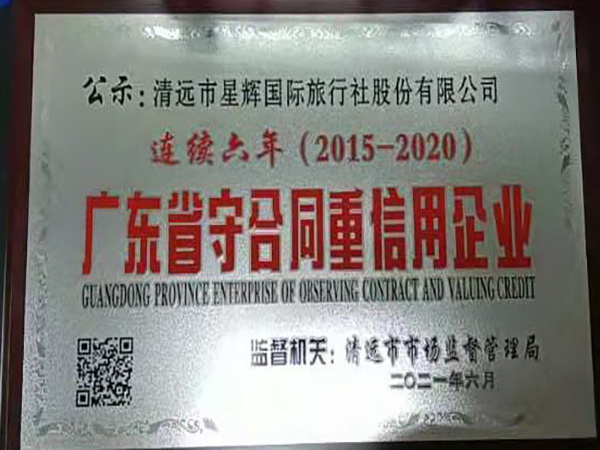 公示：清远市星辉国际旅行社股份有限公司
连续六年（2015-2020）
广东省守合同重信用企业
GUANGDONG PROVINCE ENTERPRISE OF OBSERVING CONTRACT AND VALUING CREDIT
监督机关：清远市市场监督管理局
二〇二一年六月